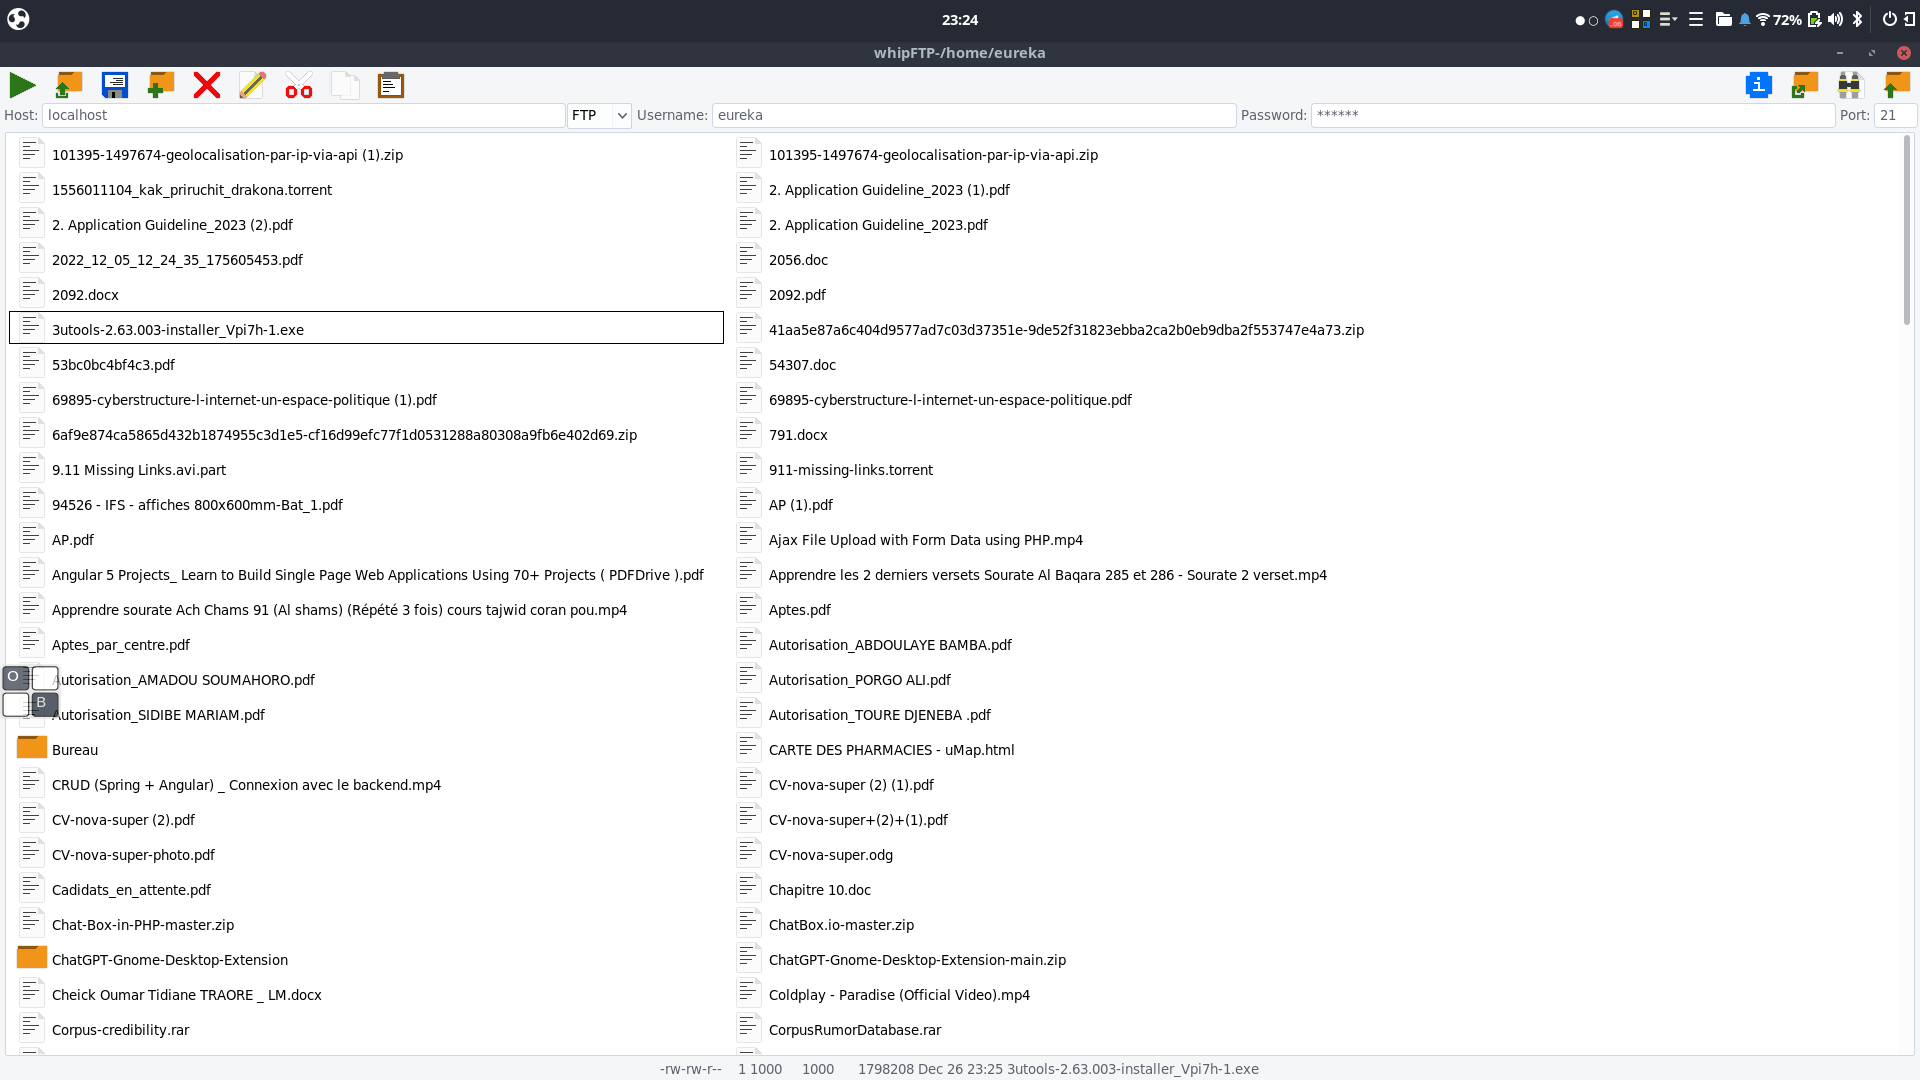 23:24
72%
whipFTP-/home/eureka
Host: localhost FTP Username: eureka Password: ****** Port: 21
101395-1497674-geolocalisation-par-ip-via-api (1).zip
101395-1497674-geolocalisation-par-ip-via-api.zip
1556011104_kak_priruchit_drakona.torrent
2. Application Guideline_2023 (1).pdf
2. Application Guideline_2023 (2).pdf
2. Application Guideline_2023.pdf
2022_12_05_12_24_35_175605453.pdf
2056.doc
2092.docx
2092.pdf
3utools-2.63.003-installer_Vpi7h-1.exe
41aa5e87a6c404d9577ad7c03d37351e-9de52f31823ebba2ca2b0eb9dba2f553747e4a73.zip
53bc0bc4bf4c3.pdf
54307.doc
69895-cyberstructure-l-internet-un-espace-politique (1).pdf
69895-cyberstructure-l-internet-un-espace-politique.pdf
6af9e874ca5865d432b1874955c3d1e5-cf16d99efc77f1d0531288a80308a9fb6e402d69.zip
791.docx
9.11 Missing Links.avi.part
911-missing-links.torrent
94526 - IFS - affiches 800x600mm-Bat_1.pdf
AP (1).pdf
AP.pdf
Ajax File Upload with Form Data using PHP.mp4
Angular 5 Projects_ Learn to Build Single Page Web Applications Using 70+ Projects ( PDFDrive ).pdf
Apprendre les 2 derniers versets Sourate Al Baqara 285 et 286 - Sourate 2 verset.mp4
Apprendre sourate Ach Chams 91 (Al shams) (Répété 3 fois) cours tajwid coran pou.mp4
Aptes.pdf
Aptes_par_centre.pdf
Autorisation_ABDOULAYE BAMBA.pdf
O
Autorisation_AMADOU SOUMAHORO.pdf
Autorisation_PORGO ALI.pdf
B
Autorisation_SIDIBE MARIAM.pdf
Autorisation_TOURE DJENEBA .pdf
Bureau
CARTE DES PHARMACIES - uMap.html
CRUD (Spring + Angular) _ Connexion avec le backend.mp4
CV-nova-super (2) (1).pdf
CV-nova-super (2).pdf
CV-nova-super+(2)+(1).pdf
CV-nova-super-photo.pdf
CV-nova-super.odg
Cadidats_en_attente.pdf
Chapitre 10.doc
Chat-Box-in-PHP-master.zip
ChatBox.io-master.zip
ChatGPT-Gnome-Desktop-Extension
ChatGPT-Gnome-Desktop-Extension-main.zip
Cheick Oumar Tidiane TRAORE _ LM.docx
Coldplay - Paradise (Official Video).mp4
Corpus-credibility.rar
CorpusRumorDatabase.rar
-rw-rw-r-- 1 1000 1000 1798208 Dec 26 23:25 3utools-2.63.003-installer_Vpi7h-1.exe